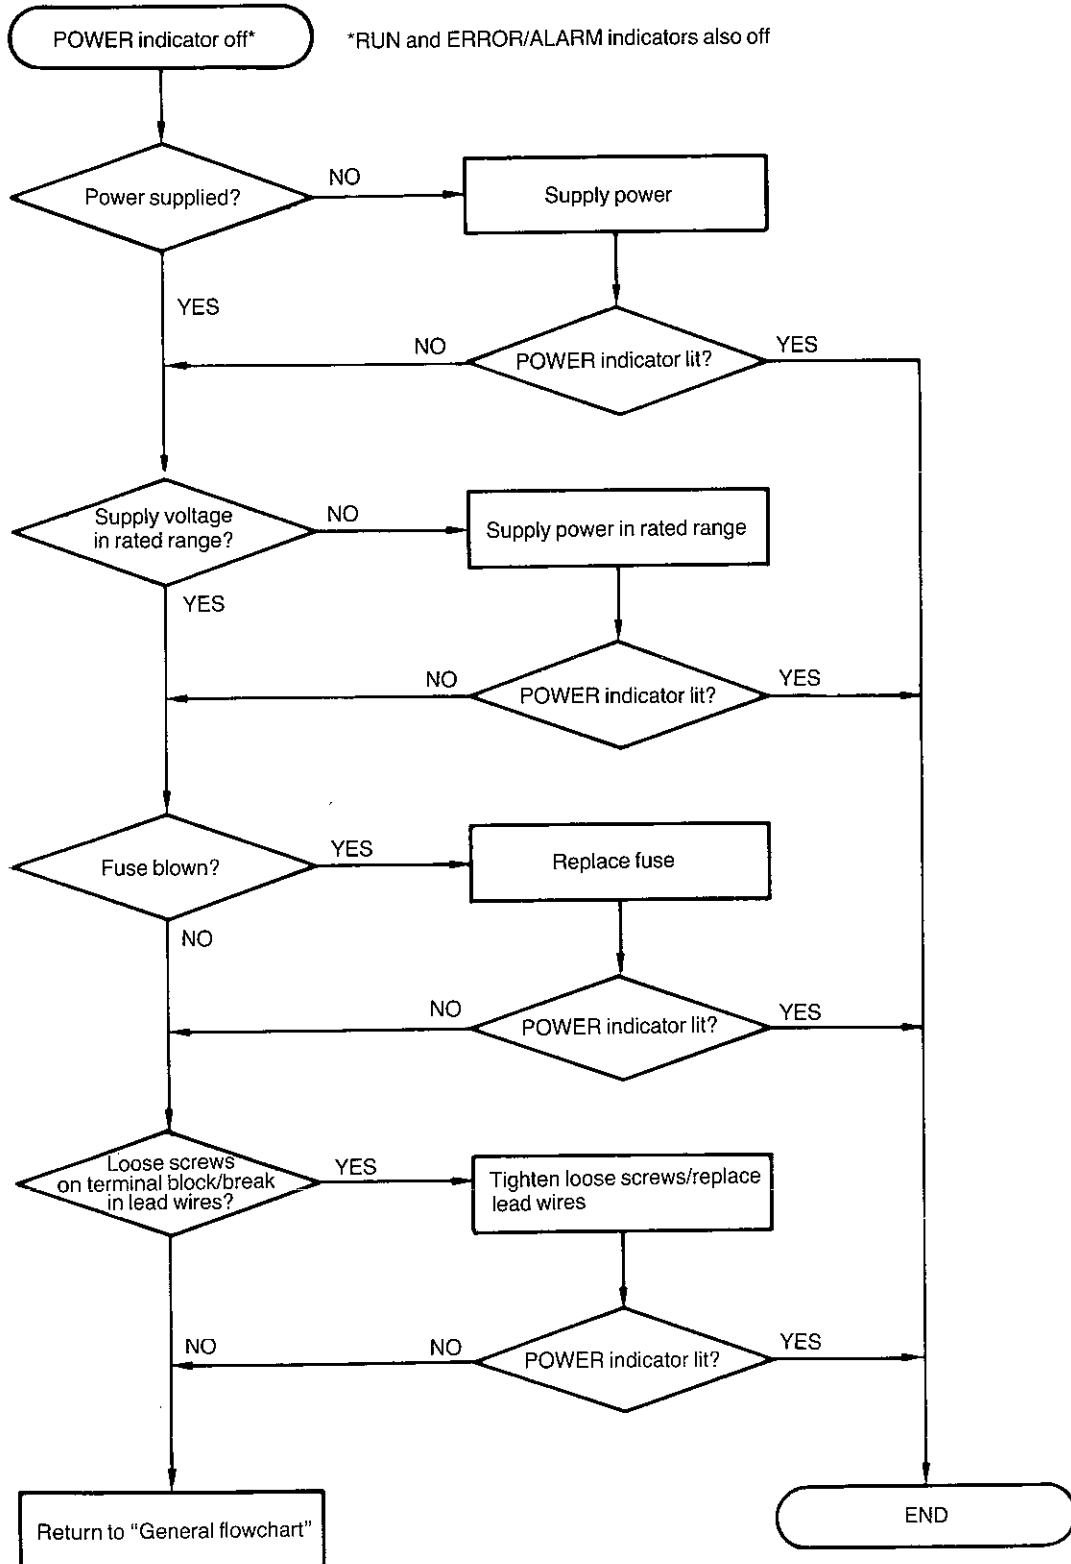 POWER indicator off*
*RUN and ERROR/ALARM indicators also off
Power supplied?
NO
Supply power
YES
NO
POWER indicator lit?
YES
Supply voltage
in rated range?
NO
Supply power in rated range
YES
NO
POWER indicator lit?
YES
Fuse blown?
YES
Replace fuse
NO
NO
POWER indicator lit?
YES
Loose screws
on terminal block/break
in lead wires?
YES
Tighten loose screws/replace
lead wires
NO
NO
POWER indicator lit?
YES
Return to "General flowchart"
END